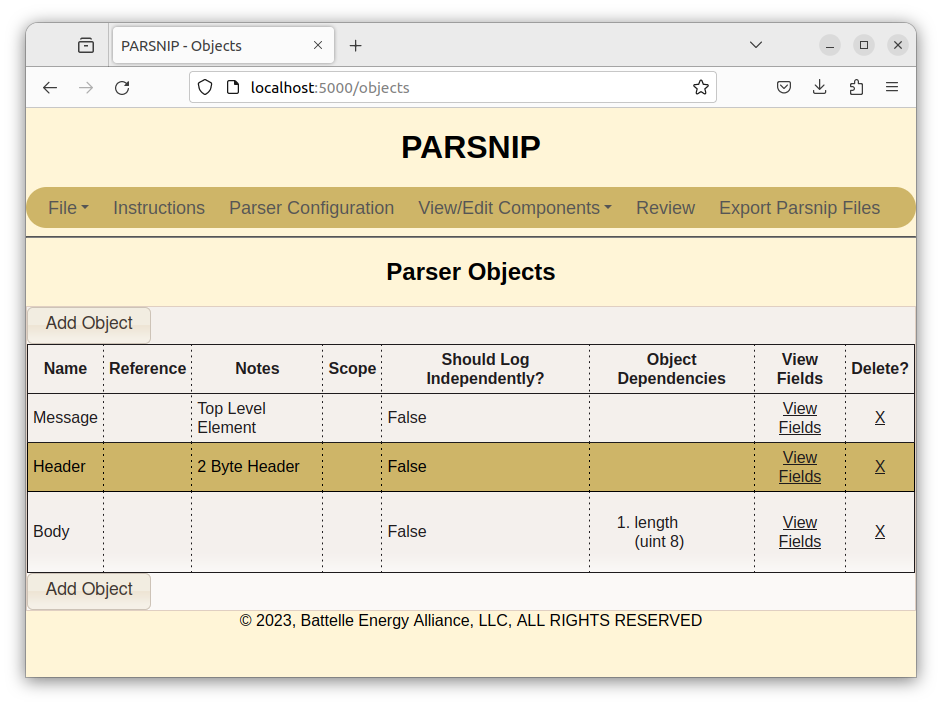 PARSNIP - Objects
localhost:5000/objects
PARSNIP
File Instructions Parser Configuration View/Edit Components Review Export Parsnip Files
Parser Objects
Add Object
Name Reference Notes Scope Should Log Independently? Object Dependencies View Fields Delete?
Message Top Level Element False View Fields X
Header 2 Byte Header False View Fields X
Body False 1. length (uint 8) View Fields X
Add Object
© 2023, Battelle Energy Alliance, LLC, ALL RIGHTS RESERVED